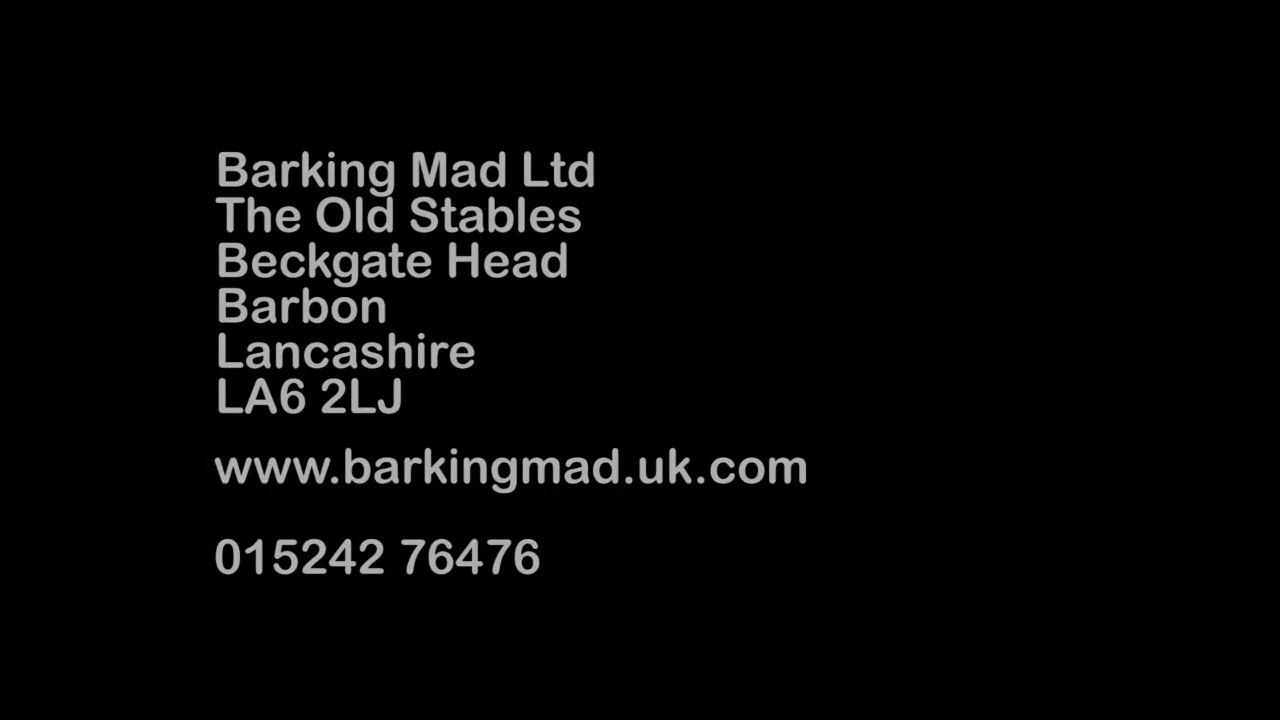 Barking Mad Ltd
The Old Stables
Beckgate Head
Barbon
Lancashire
LA6 2LJ
www.barkingmad.uk.com
015242 76476